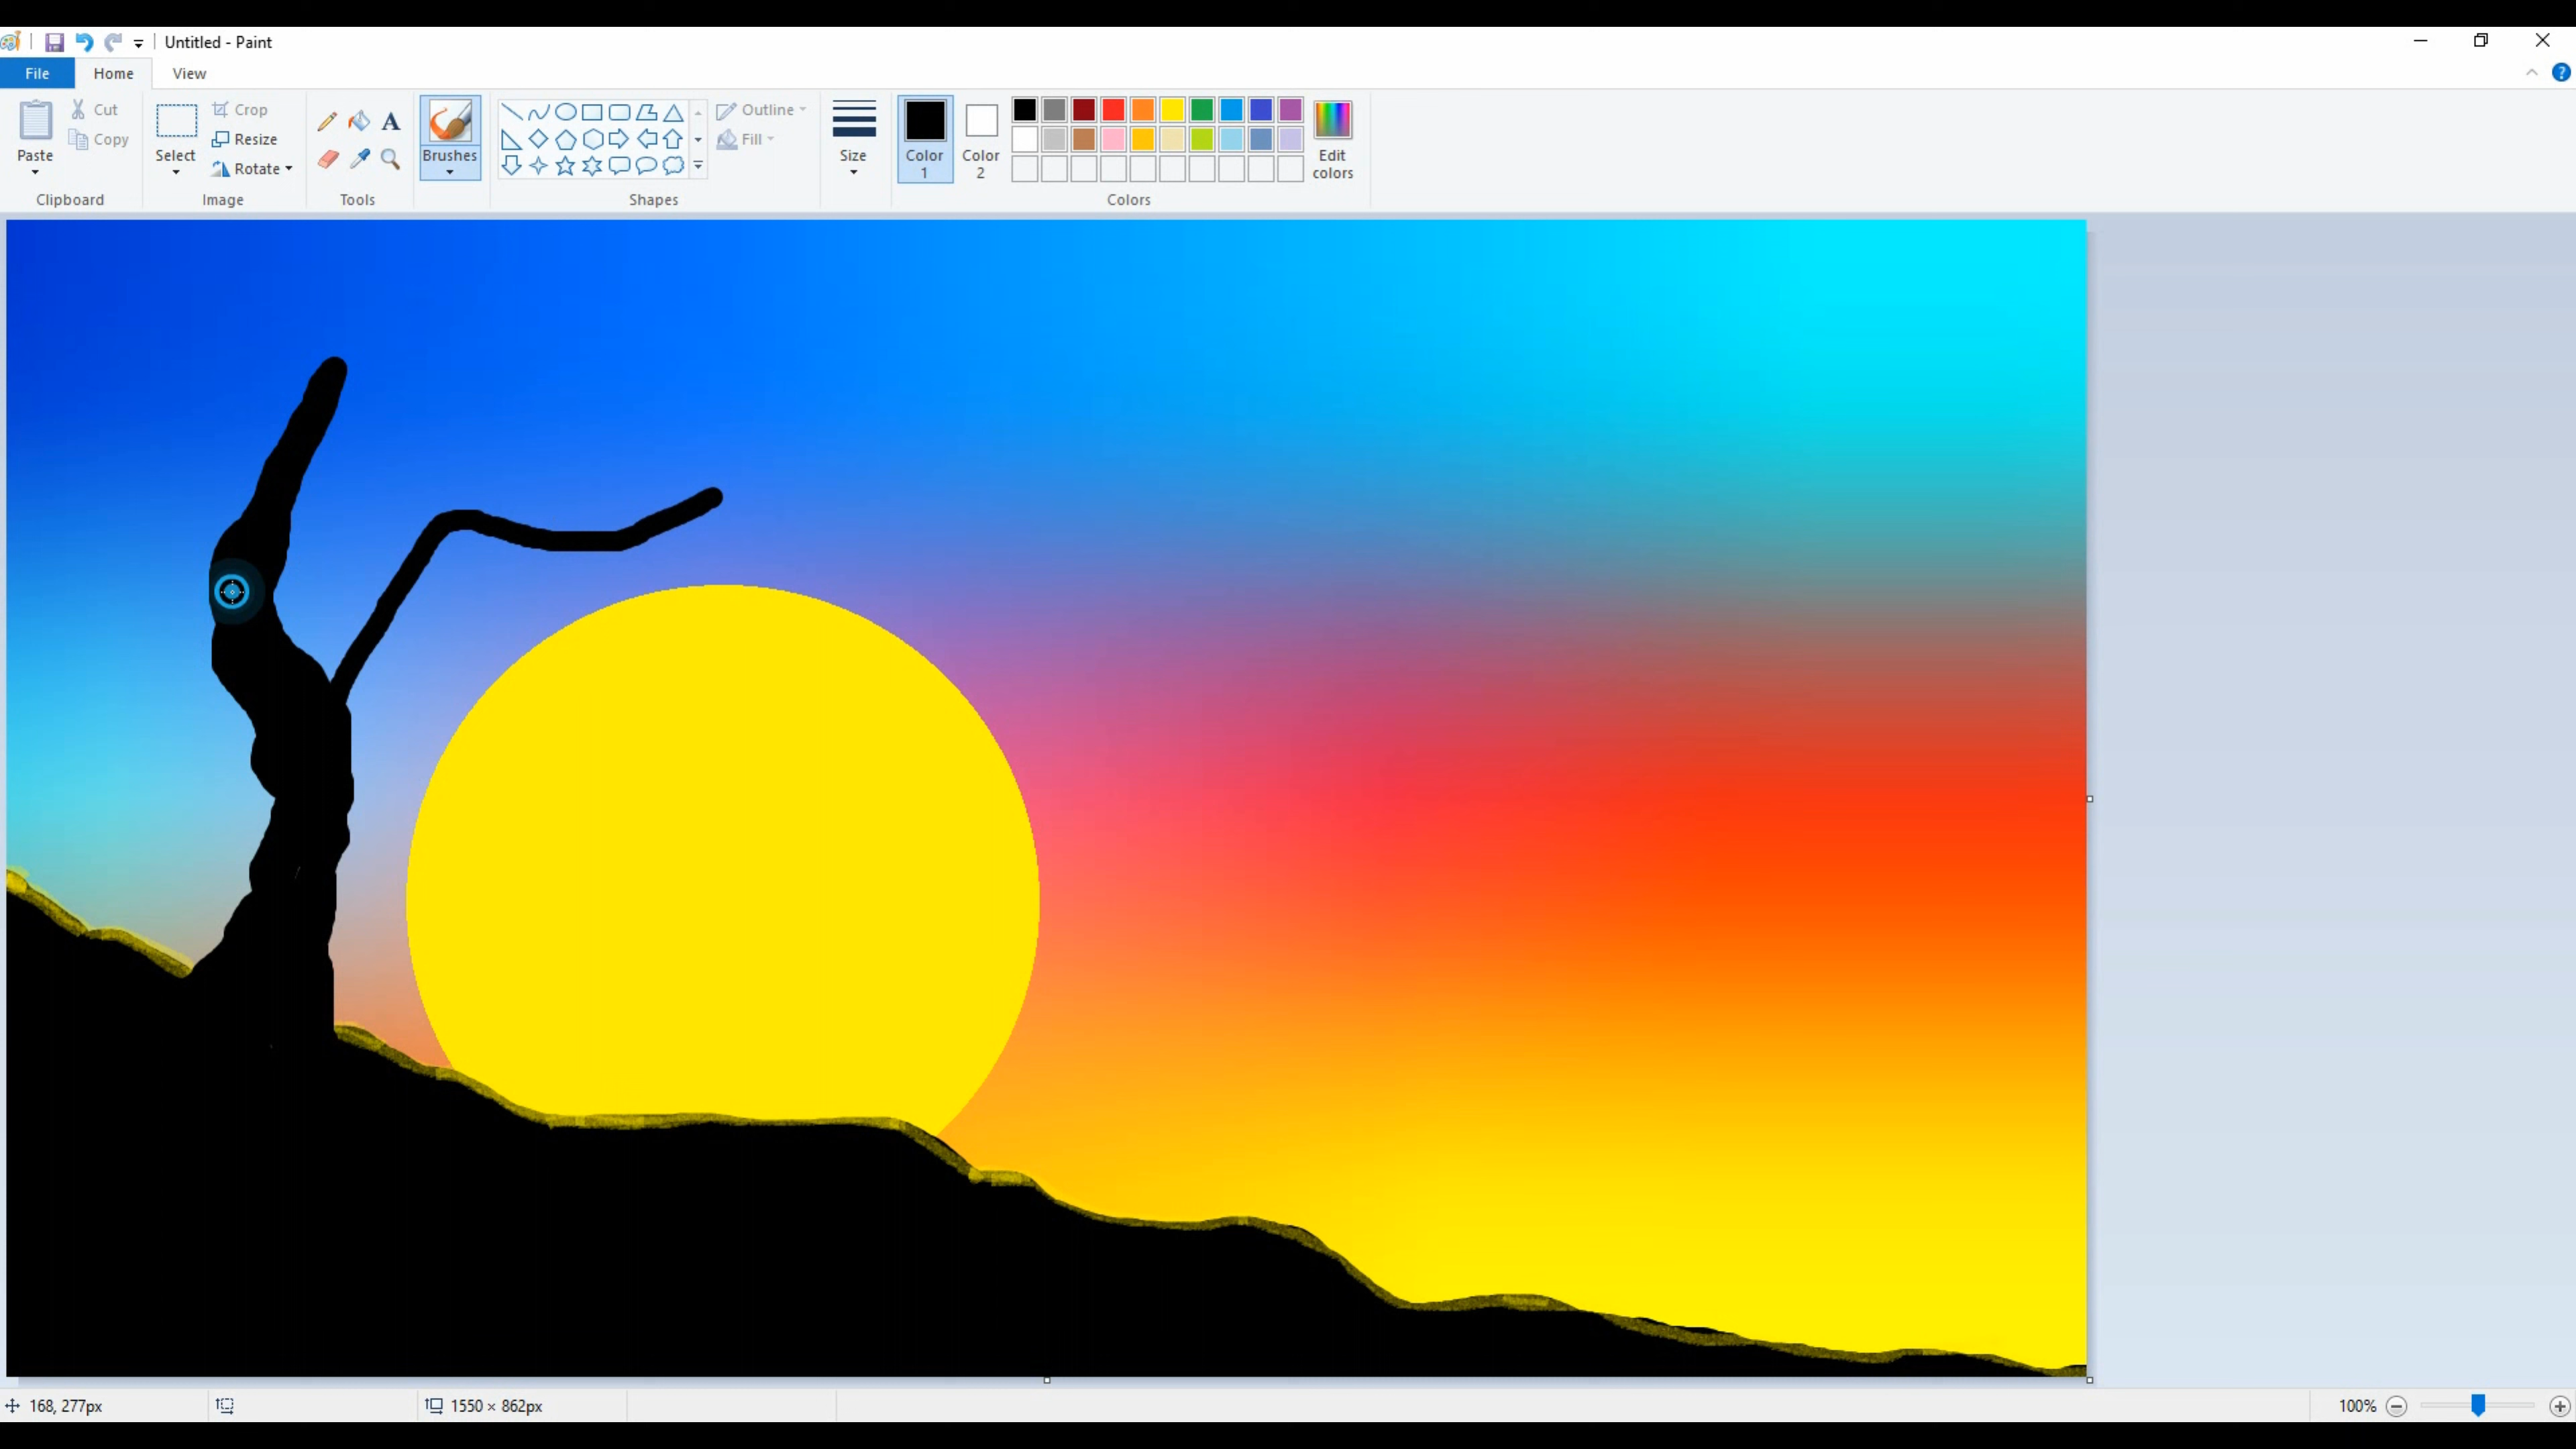 Untitled - Paint
File Home View
Paste
Cut
Copy
Clipboard
Select
Crop
Resize
Rotate
Image
A
Tools
Brushes
Outline
Fill
Shapes
Size
Color 1
Color 2
Edit colors
Colors
168, 277px
1550 × 862px
100%